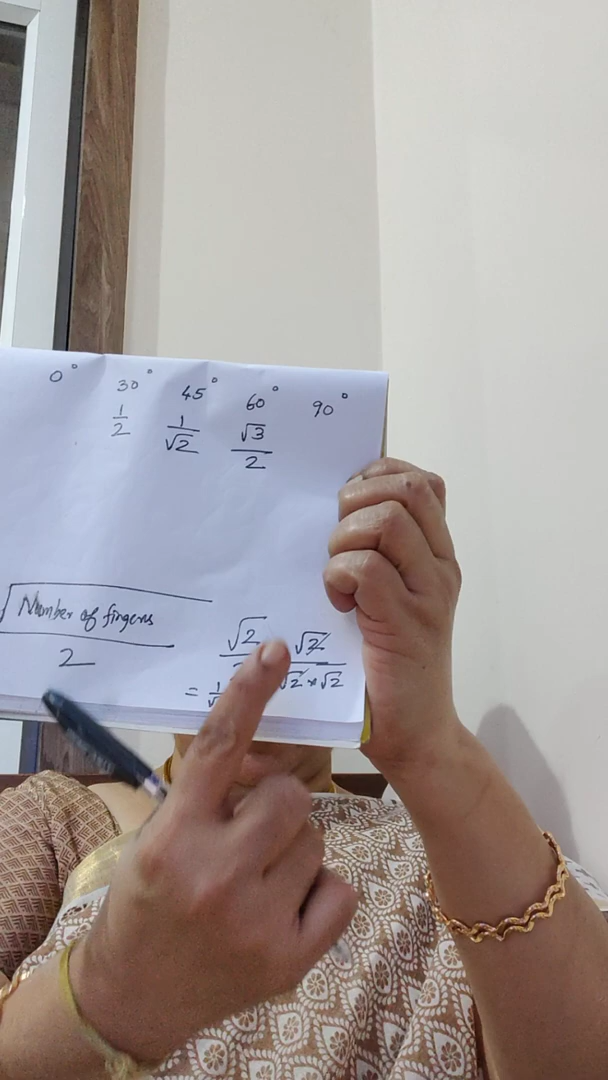 0° 30° 45° 60° 90°
1/2 1/√2 √3/2
√Number of fingers
2
√2 √2
= 1 √2 × √2